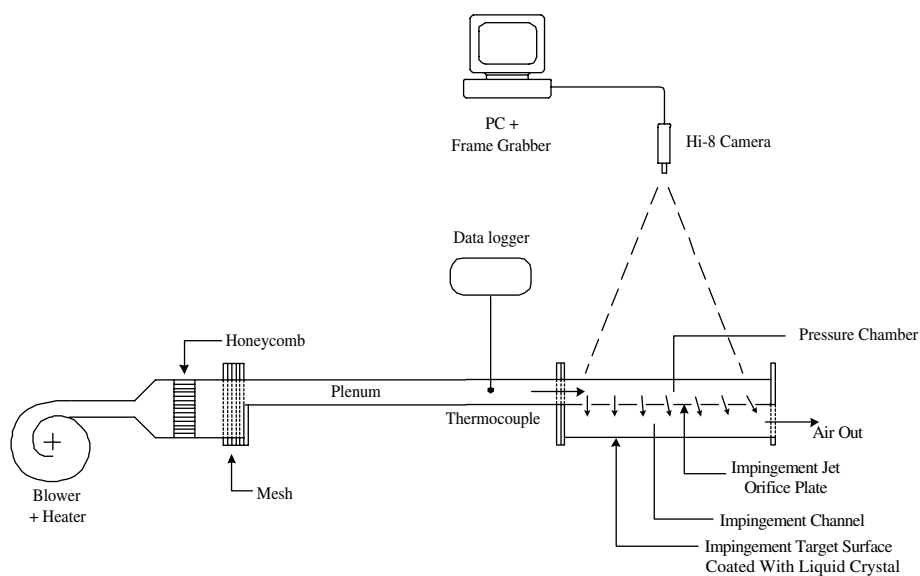 PC +
Frame Grabber
Hi-8 Camera
Data logger
Pressure Chamber
Honeycomb
Plenum
Thermocouple
Air Out
Blower
+ Heater
Mesh
Impingement Jet
Orifice Plate
Impingement Channel
Impingement Target Surface
Coated With Liquid Crystal